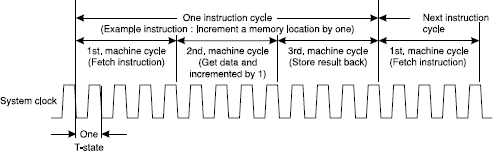 One instruction cycle
(Example instruction : Increment a memory location by one)
Next instruction
cycle
1st, machine cycle
(Fetch instruction)
2nd, machine cycle
(Get data and
incremented by 1)
3rd, machine cycle
(Store result back)
1st, machine cycle
(Fetch instruction)
System clock
One
T-state